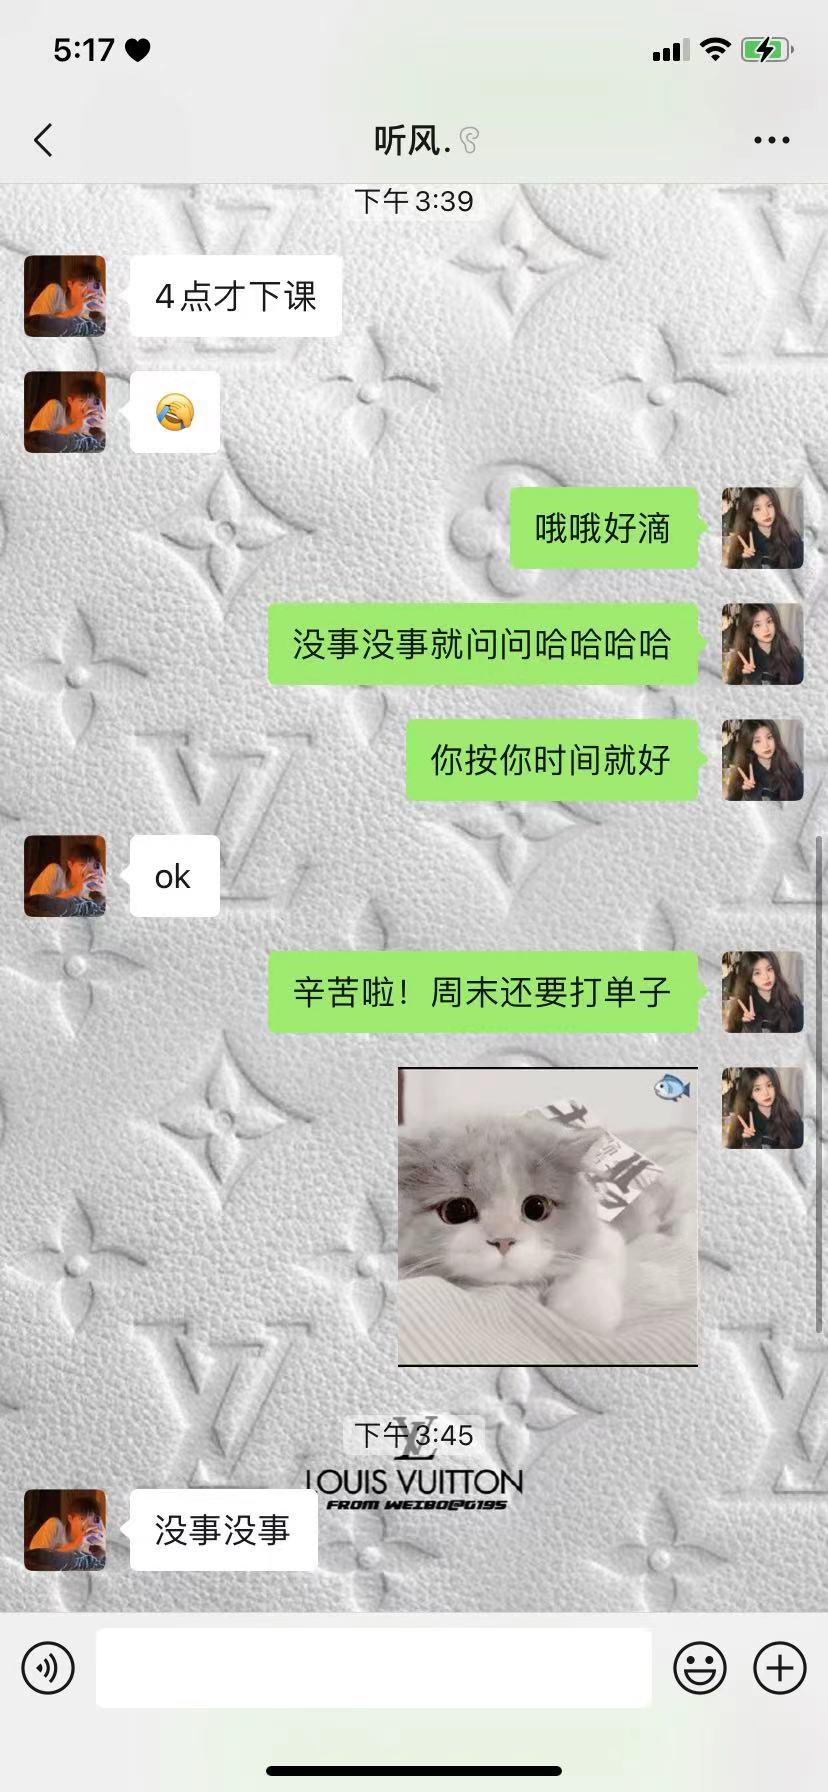 5:17
听风.
下午3:39
4点才下课
哦哦好滴
没事没事就问问哈哈哈哈
你按你时间就好
ok
辛苦啦！周末还要打单子
下午3:45
LOUIS VUITTON
FROM WEIBO@G195
没事没事